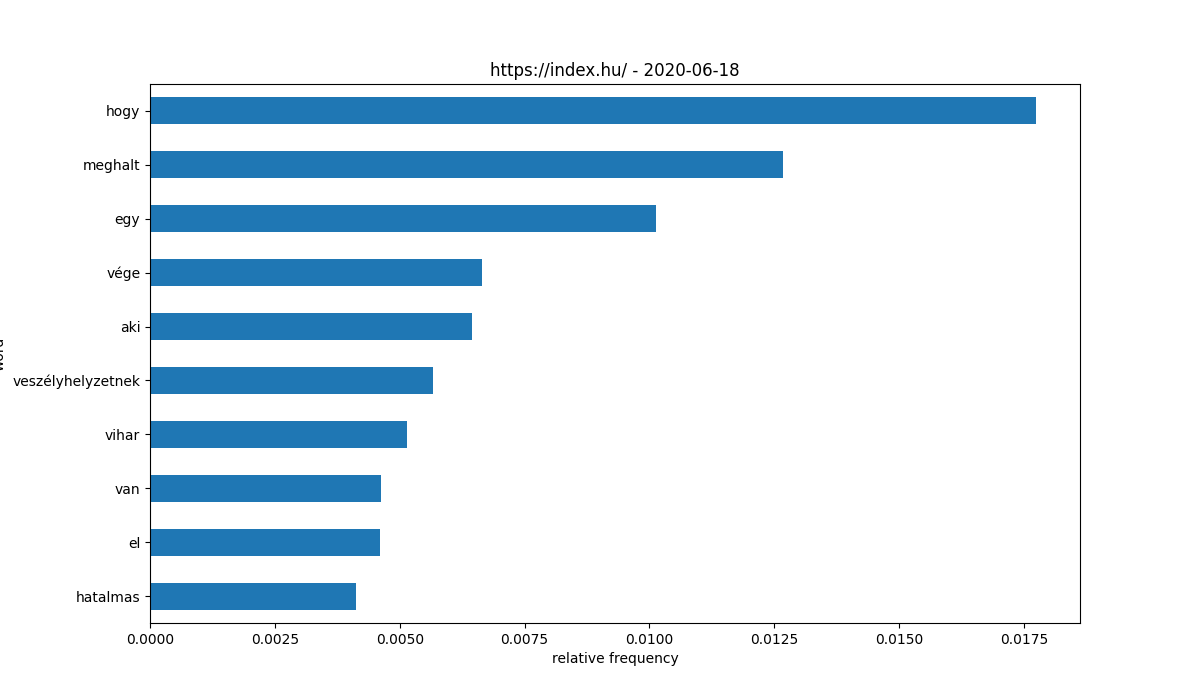 https://index.hu/ - 2020-06-18
hogy
meghalt
egy
vége
aki
veszélyhelyzetnek
vihar
van
el
hatalmas
0.0000 0.0025 0.0050 0.0075 0.0100 0.0125 0.0150 0.0175
relative frequency